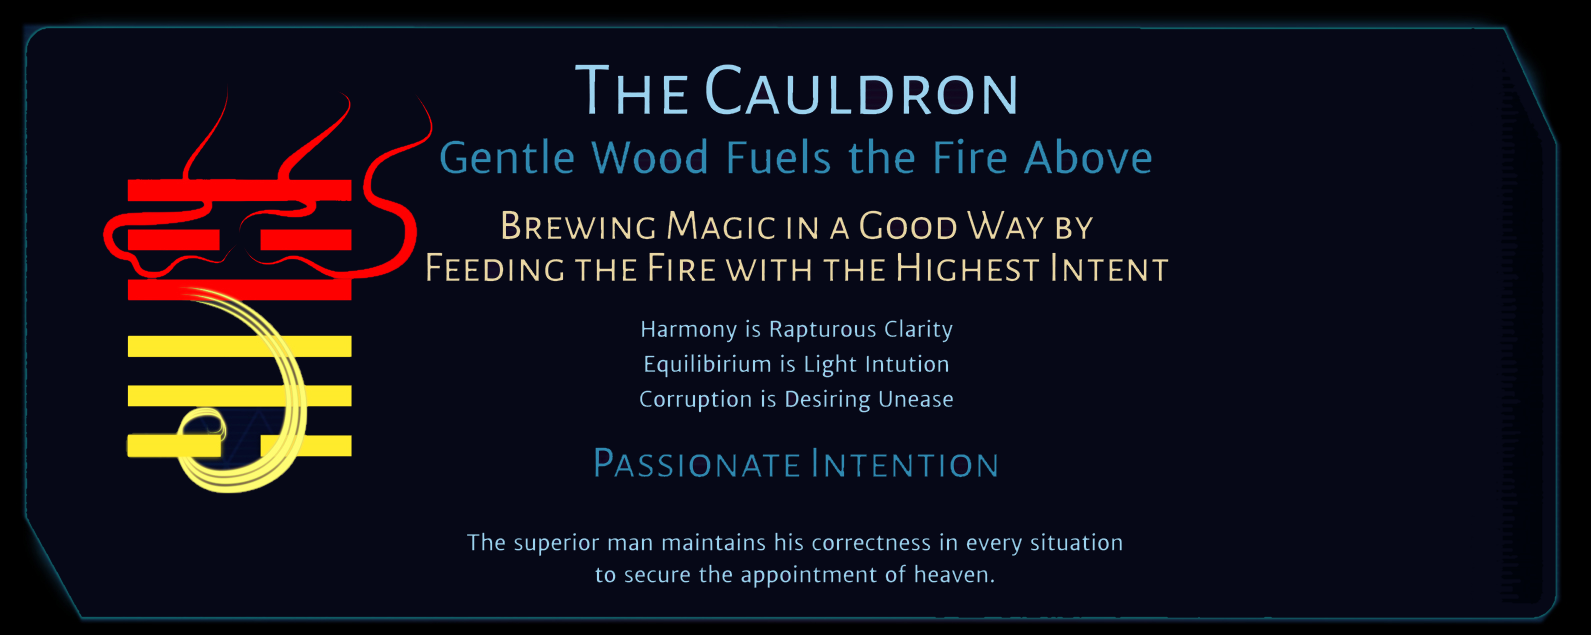 The Cauldron
Gentle Wood Fuels the Fire Above
Brewing Magic in a Good Way by
Feeding the Fire with the Highest Intent
Harmony is Rapturous Clarity
Equilibirium is Light Intution
Corruption is Desiring Unease
Passionate Intention
The superior man maintains his correctness in every situation
to secure the appointment of heaven.